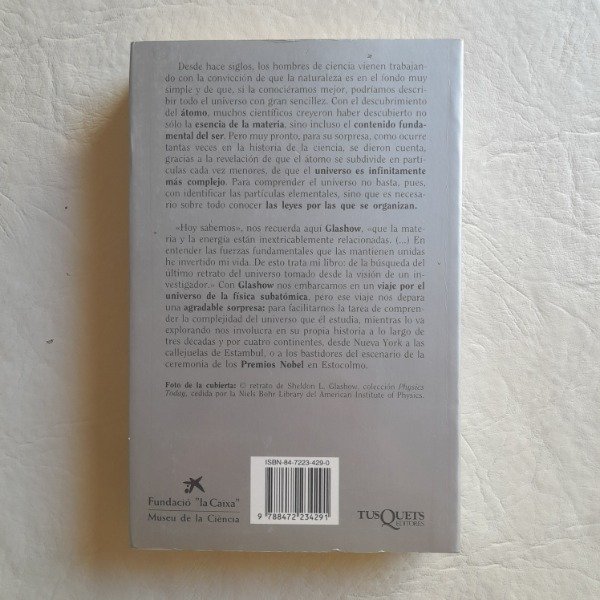 Desde hace siglos, los hombres de ciencia vienen trabajan-
do con la convicción de que la naturaleza es en el fondo muy
simple y de que, si la conociéramos mejor, podríamos descri-
bir todo el universo con gran sencillez. Con el descubrimiento
del átomo, muchos científicos creyeron haber descubierto no
sólo la esencia de la materia, sino incluso el contenido funda-
mental del ser. Pero muy pronto, para su sorpresa, como ocurre
tantas veces en la historia de la ciencia, se dieron cuenta,
gracias a la revelación de que el átomo se subdivide en partí-
culas cada vez menores, de que el universo es infinitamente
más complejo. Para comprender el universo no basta, pues,
con identificar las partículas elementales, sino que es nece-
sario sobre todo conocer las leyes por las que se organizan.
«Hoy sabemos», nos recuerda aquí Glashow, «que la mate-
ria y la energía están inextricablemente relacionadas. (...) En
entender las fuerzas fundamentales que las mantienen unidas
he invertido mi vida. De esto trata mi libro: de la búsqueda del
último retrato del universo tomado desde la visión de un in-
vestigador.» Con Glashow nos embarcamos en un viaje por el
universo de la física subatómica, pero ese viaje nos depara
una agradable sorpresa: para facilitarnos la tarea de compren-
der la complejidad del universo que él estudia, mientras lo va
explorando nos involucra en su propia historia a lo largo de
tres décadas y por cuatro continentes, desde Nueva York a las
callejuelas de Estambul, o a los bastidores del escenario de la
ceremonia de los Premios Nobel en Estocolmo.
Foto de la cubierta: © retrato de Sheldon L. Glashow, colección Physics
Today, cedida por la Niels Bohr Library del American Institute of Physics.
ISBN-84-7223-429-0
9 788472 234291
Fundació "la Caixa"
Museu de la Ciència
TUSQUETS
EDITORES